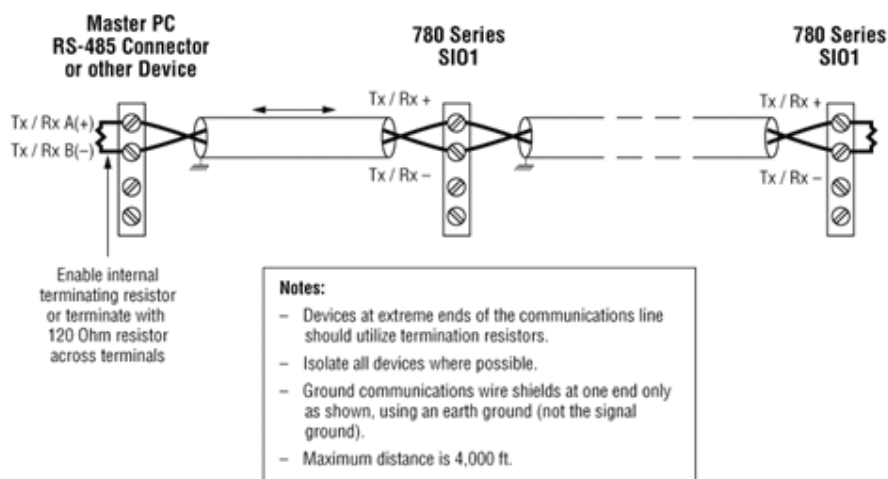 Master PC
RS-485 Connector
or other Device
780 Series
SIO1
780 Series
SIO1
Tx / Rx A(+)
Tx / Rx B(–)
Tx / Rx +
Tx / Rx –
Tx / Rx +
Tx / Rx –
Enable internal
terminating resistor
or terminate with
120 Ohm resistor
across terminals
Notes:
– Devices at extreme ends of the communications line
should utilize termination resistors.
– Isolate all devices where possible.
– Ground communications wire shields at one end only
as shown, using an earth ground (not the signal
ground).
– Maximum distance is 4,000 ft.